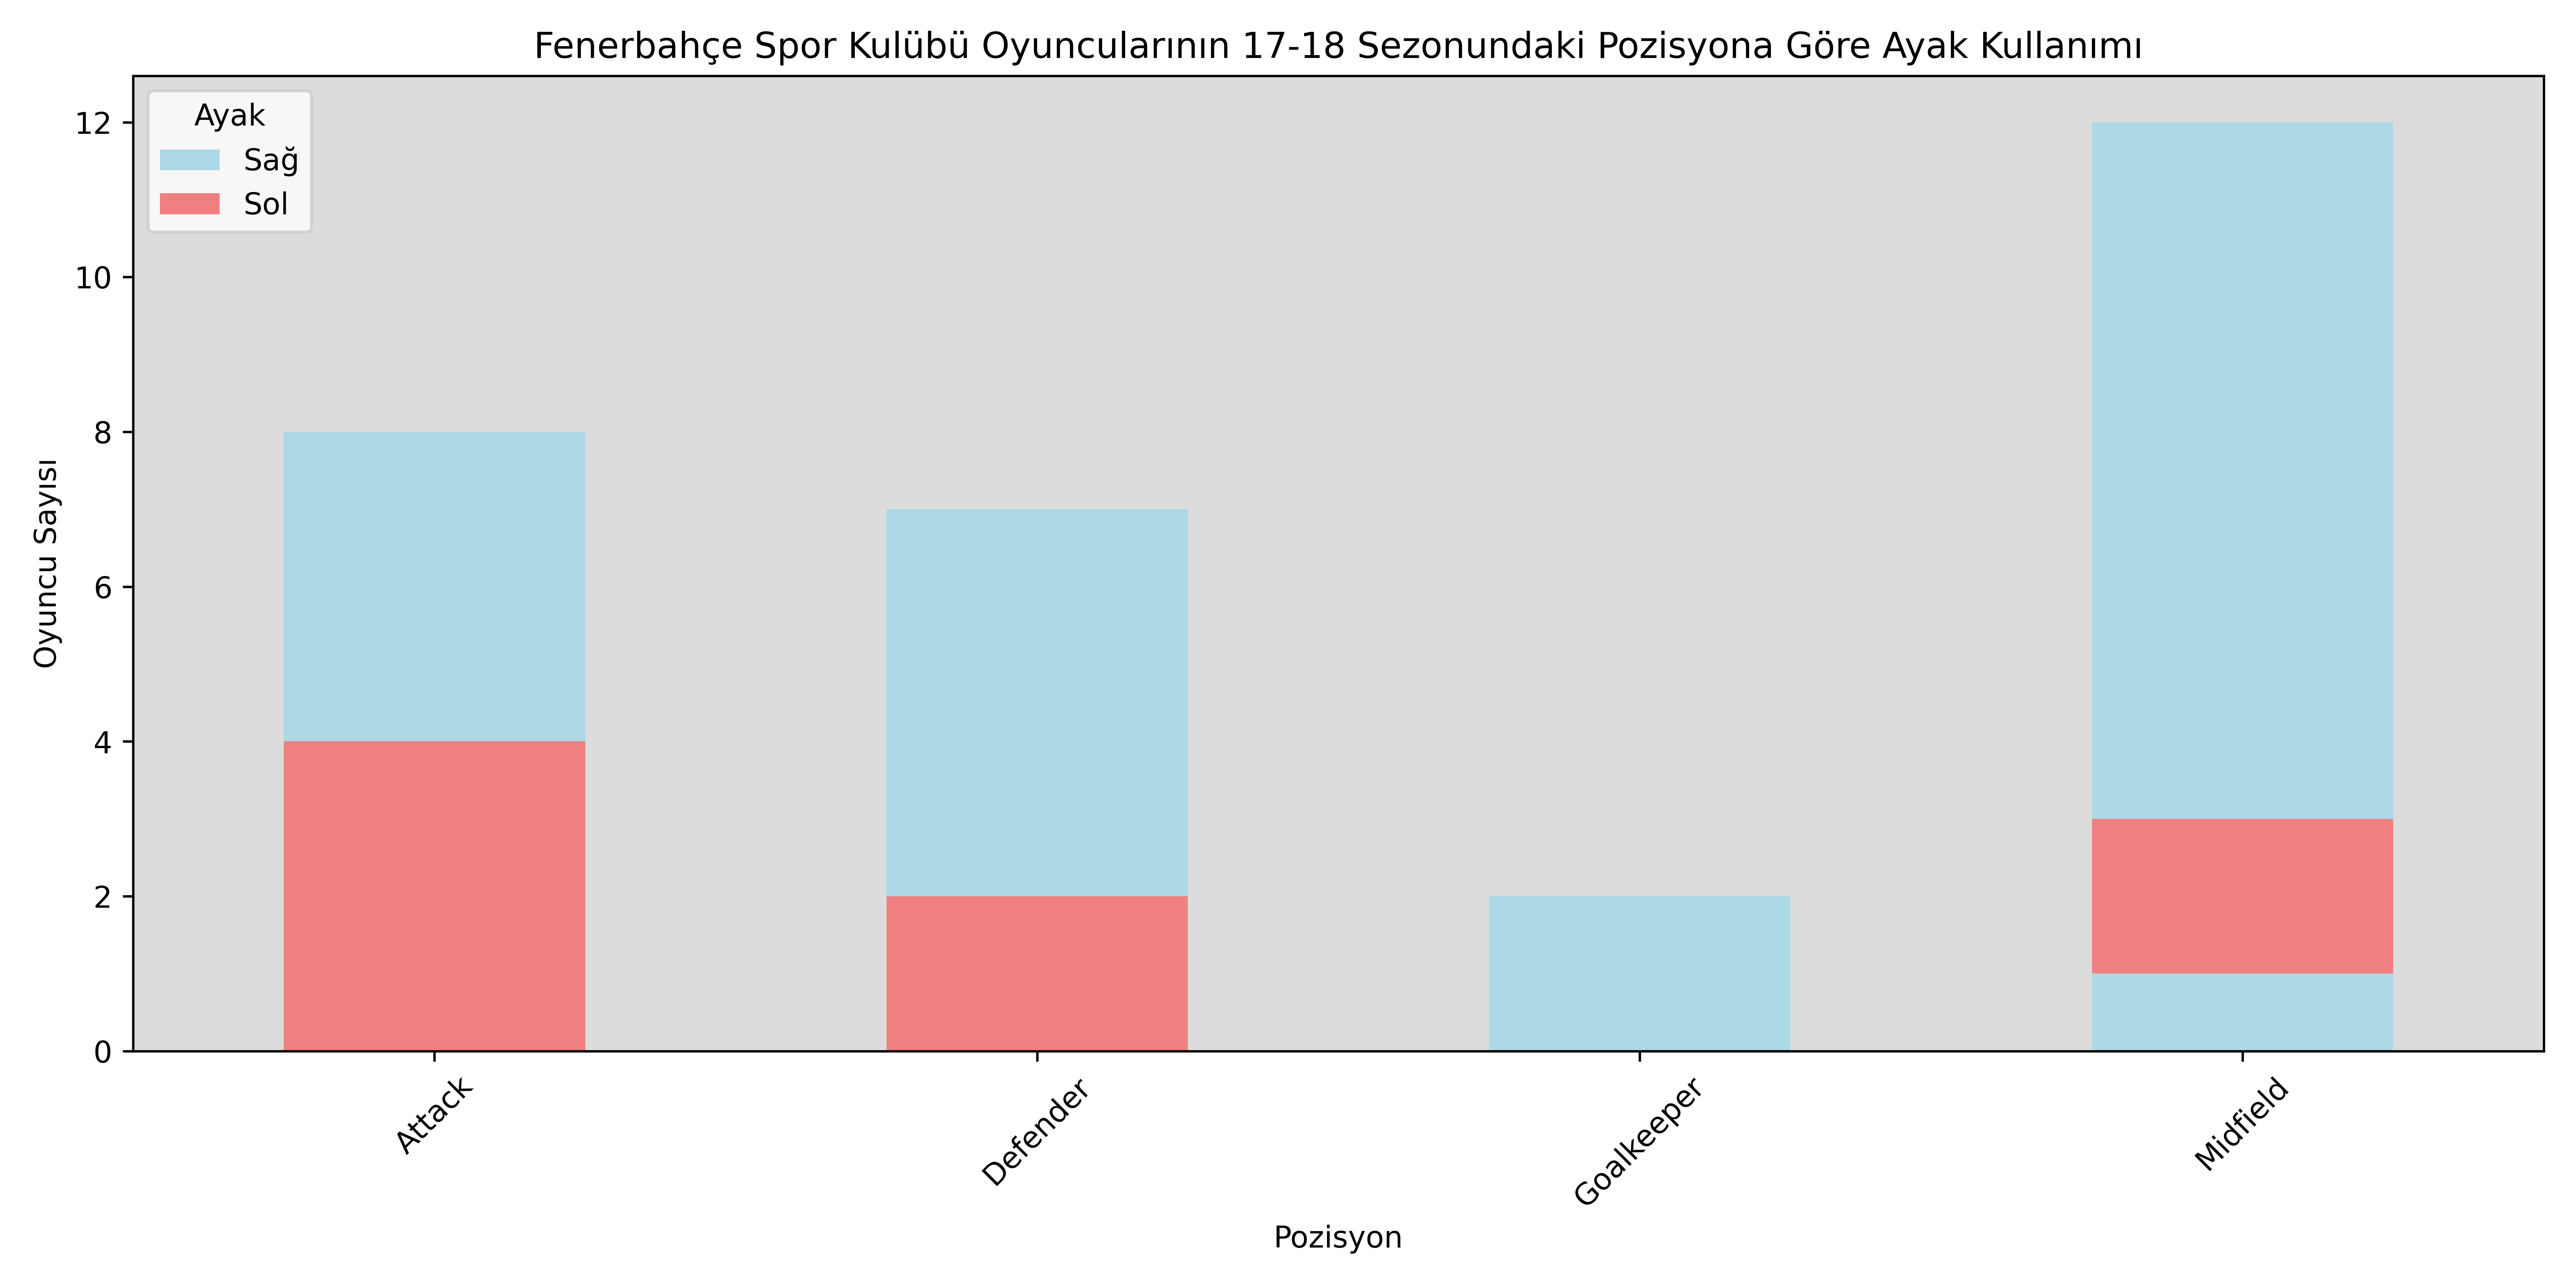 Fenerbahçe Spor Kulübü Oyuncularının 17-18 Sezonundaki Pozisyona Göre Ayak Kullanımı
Ayak
Sağ
Sol
Oyuncu Sayısı
12
10
8
6
4
2
0
Attack
Defender
Goalkeeper
Midfield
Pozisyon